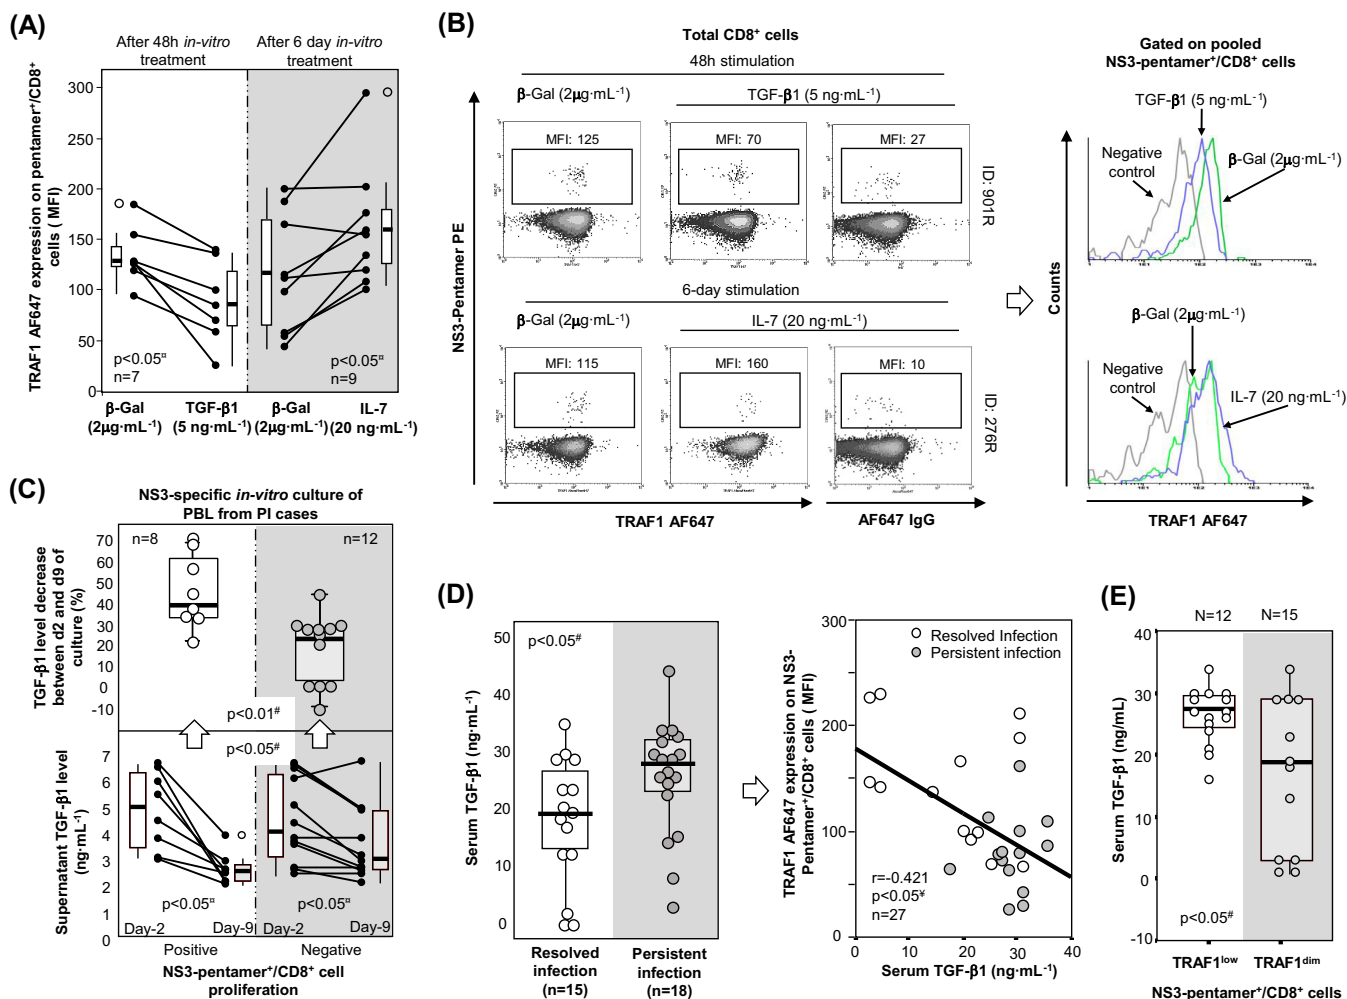 (A)
After 48h in-vitro treatment
After 6 day in-vitro treatment
TRAF1 AF647 expression on pentamer⁺/CD8⁺ cells ( MFI)
300
250
200
150
100
50
0
p<0.05¤
n=7
p<0.05¤
n=9
β-Gal (2µg·mL⁻¹)
TGF-β1 (5 ng·mL⁻¹)
β-Gal (2µg·mL⁻¹)
IL-7 (20 ng·mL⁻¹)
(B)
Total CD8⁺ cells
48h stimulation
β-Gal (2µg·mL⁻¹)
TGF-β1 (5 ng·mL⁻¹)
MFI: 125
MFI: 70
MFI: 27
ID: 901R
6-day stimulation
β-Gal (2µg·mL⁻¹)
IL-7 (20 ng·mL⁻¹)
MFI: 115
MFI: 160
MFI: 10
ID: 276R
NS3-Pentamer PE
TRAF1 AF647
AF647 IgG
Gated on pooled
NS3-pentamer⁺/CD8⁺ cells
TGF-β1 (5 ng·mL⁻¹)
Negative control
β-Gal (2µg·mL⁻¹)
Counts
β-Gal (2µg·mL⁻¹)
Negative control
IL-7 (20 ng·mL⁻¹)
TRAF1 AF647
(C)
NS3-specific in-vitro culture of
PBL from PI cases
TGF-β1 level decrease between d2 and d9 of culture (%)
70
60
50
40
30
20
10
0
-10
n=8
n=12
p<0.01#
p<0.05#
Supernatant TGF-β1 level (ng·mL⁻¹)
7
6
5
4
3
2
1
0
p<0.05¤
p<0.05¤
Day-2
Day-9
Day-2
Day-9
Positive
Negative
NS3-pentamer⁺/CD8⁺ cell
proliferation
(D)
Serum TGF-β1 (ng·mL⁻¹)
50
40
30
20
10
0
p<0.05#
Resolved infection (n=15)
Persistent infection (n=18)
TRAF1 AF647 expression on NS3-Pentamer⁺/CD8⁺ cells ( MFI)
300
200
100
0
Resolved Infection
Persistent infection
r=-0.421
p<0.05¥
n=27
0 10 20 30 40
Serum TGF-β1 (ng·mL⁻¹)
(E)
N=12
N=15
Serum TGF-β1 (ng/mL)
40
30
20
10
0
-10
p<0.05#
TRAF1ˡᵒʷ
TRAF1ᵈⁱᵐ
NS3-pentamer⁺/CD8⁺ cells